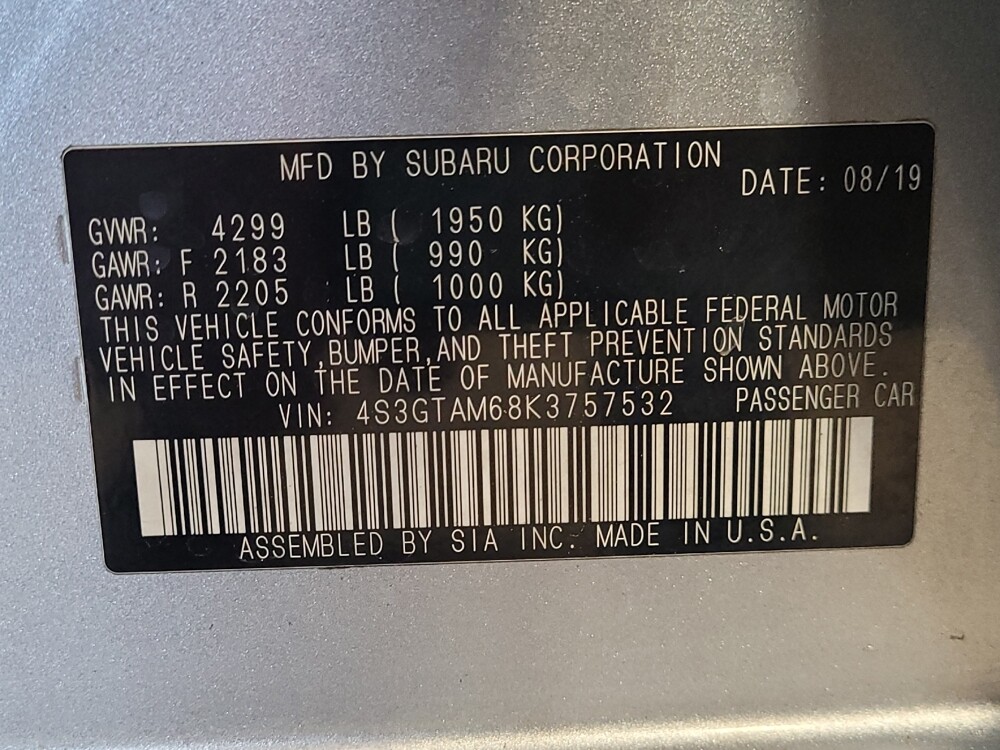 MFD BY SUBARU CORPORATION
DATE: 08/19
GVWR: 4299 LB ( 1950 KG)
GAWR: F 2183 LB ( 990 KG)
GAWR: R 2205 LB ( 1000 KG)
THIS VEHICLE CONFORMS TO ALL APPLICABLE FEDERAL MOTOR
VEHICLE SAFETY,BUMPER,AND THEFT PREVENTION STANDARDS
IN EFFECT ON THE DATE OF MANUFACTURE SHOWN ABOVE.
VIN: 4S3GTAM68K3757532 PASSENGER CAR
ASSEMBLED BY SIA INC. MADE IN U.S.A.